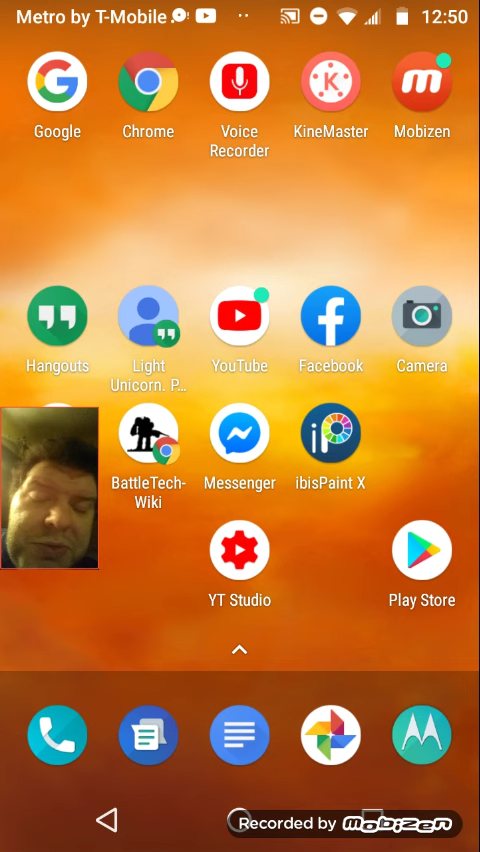 Metro by T-Mobile 12:50
Google Chrome Voice Recorder KineMaster Mobizen
Hangouts Light Unicorn. P... YouTube Facebook Camera
BattleTech-Wiki Messenger ibisPaint X
YT Studio Play Store
Recorded by mobizen